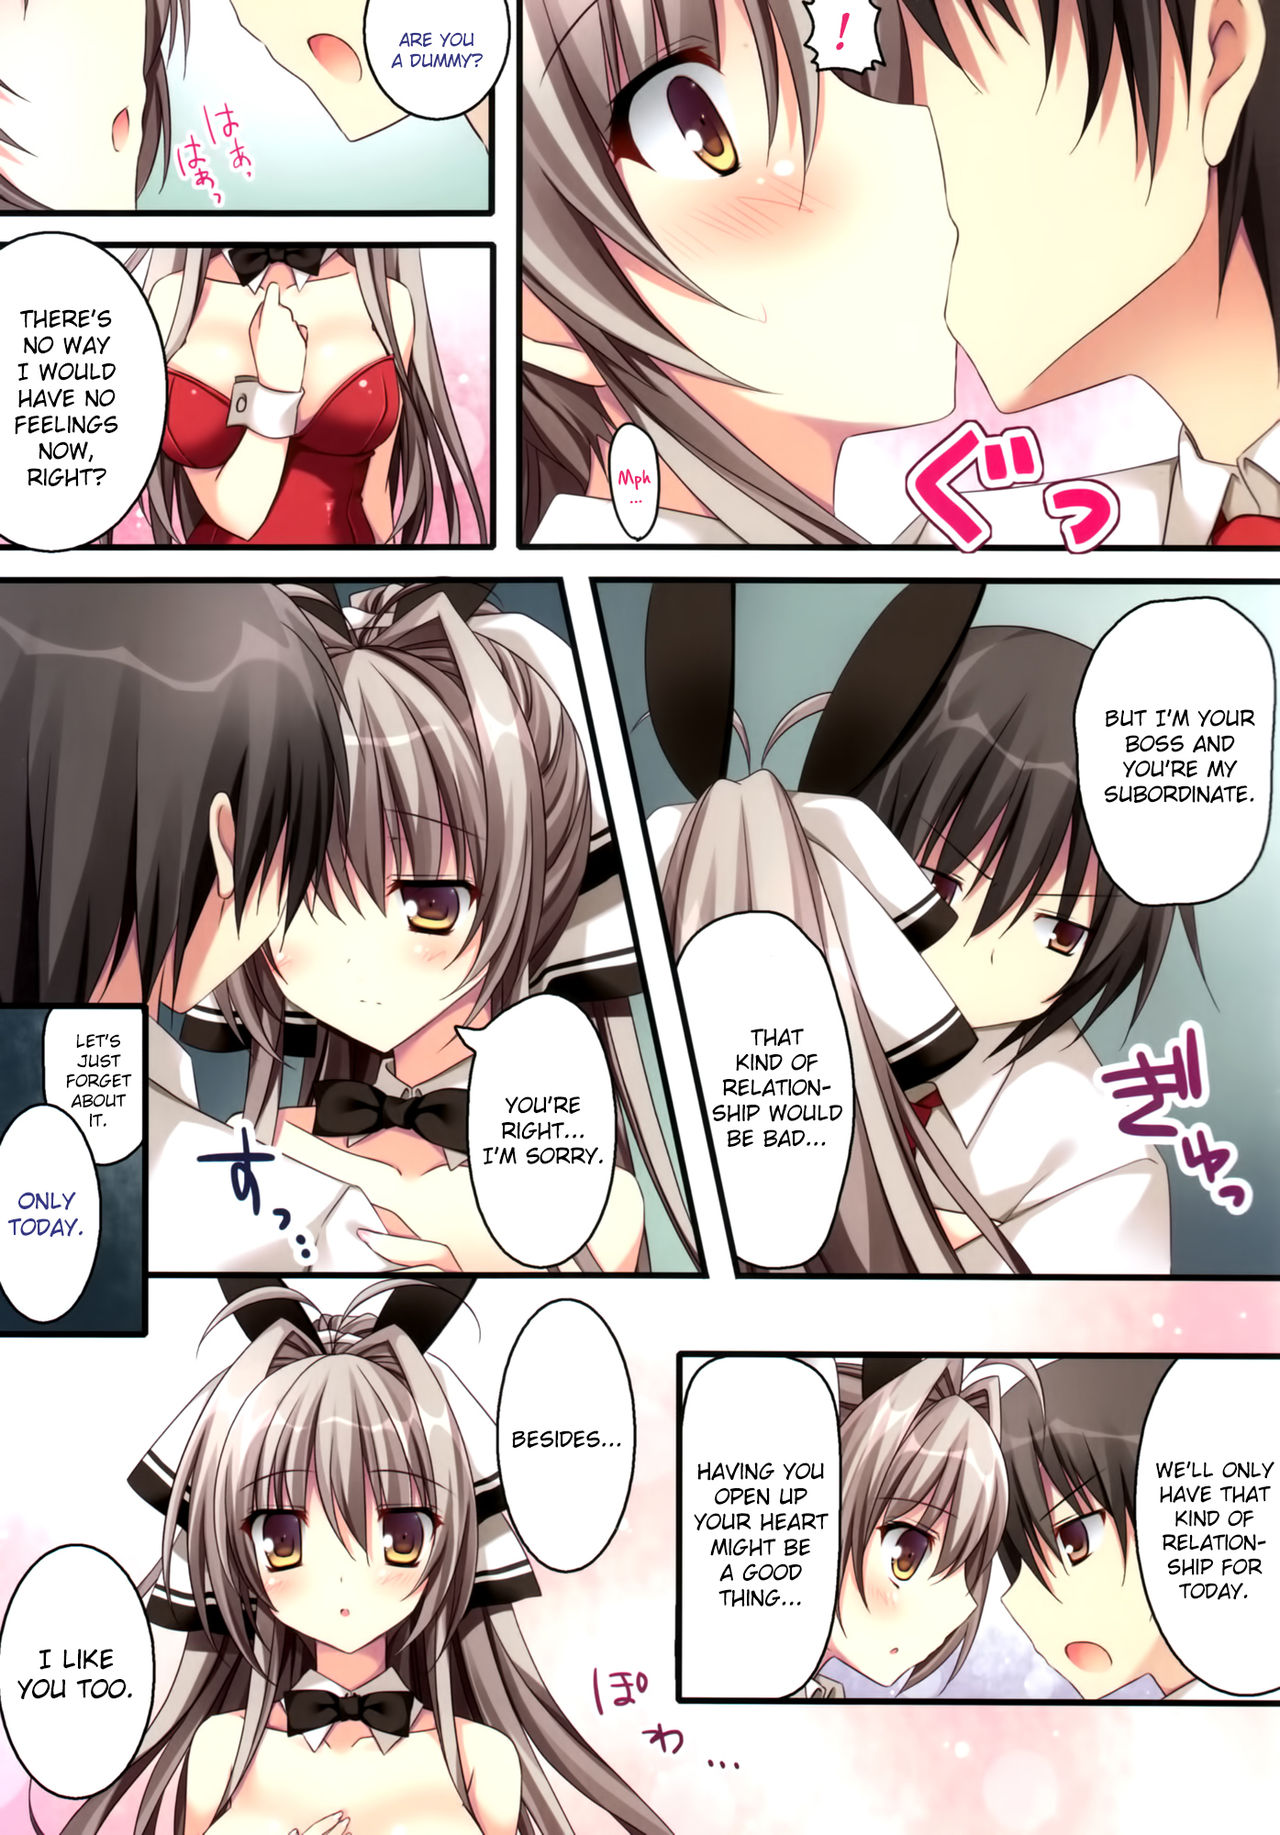 !
Mph
...
ぐっ
ARE YOU
A DUMMY?
はぁっ
はぁっ
THERE'S
NO WAY
I WOULD
HAVE NO
FEELINGS
NOW,
RIGHT?
BUT I'M YOUR
BOSS AND
YOU'RE MY
SUBORDINATE.
THAT
KIND OF
RELATION-
SHIP WOULD
BE BAD...
ぎゅっ
YOU'RE
RIGHT...
I'M SORRY.
すっ...
LET'S
JUST
FORGET
ABOUT
IT.
ONLY
TODAY.
WE'LL ONLY
HAVE THAT
KIND OF
RELATION-
SHIP FOR
TODAY.
HAVING YOU
OPEN UP
YOUR HEART
MIGHT BE
A GOOD
THING...
BESIDES...
I LIKE
YOU TOO.
ぽわ...